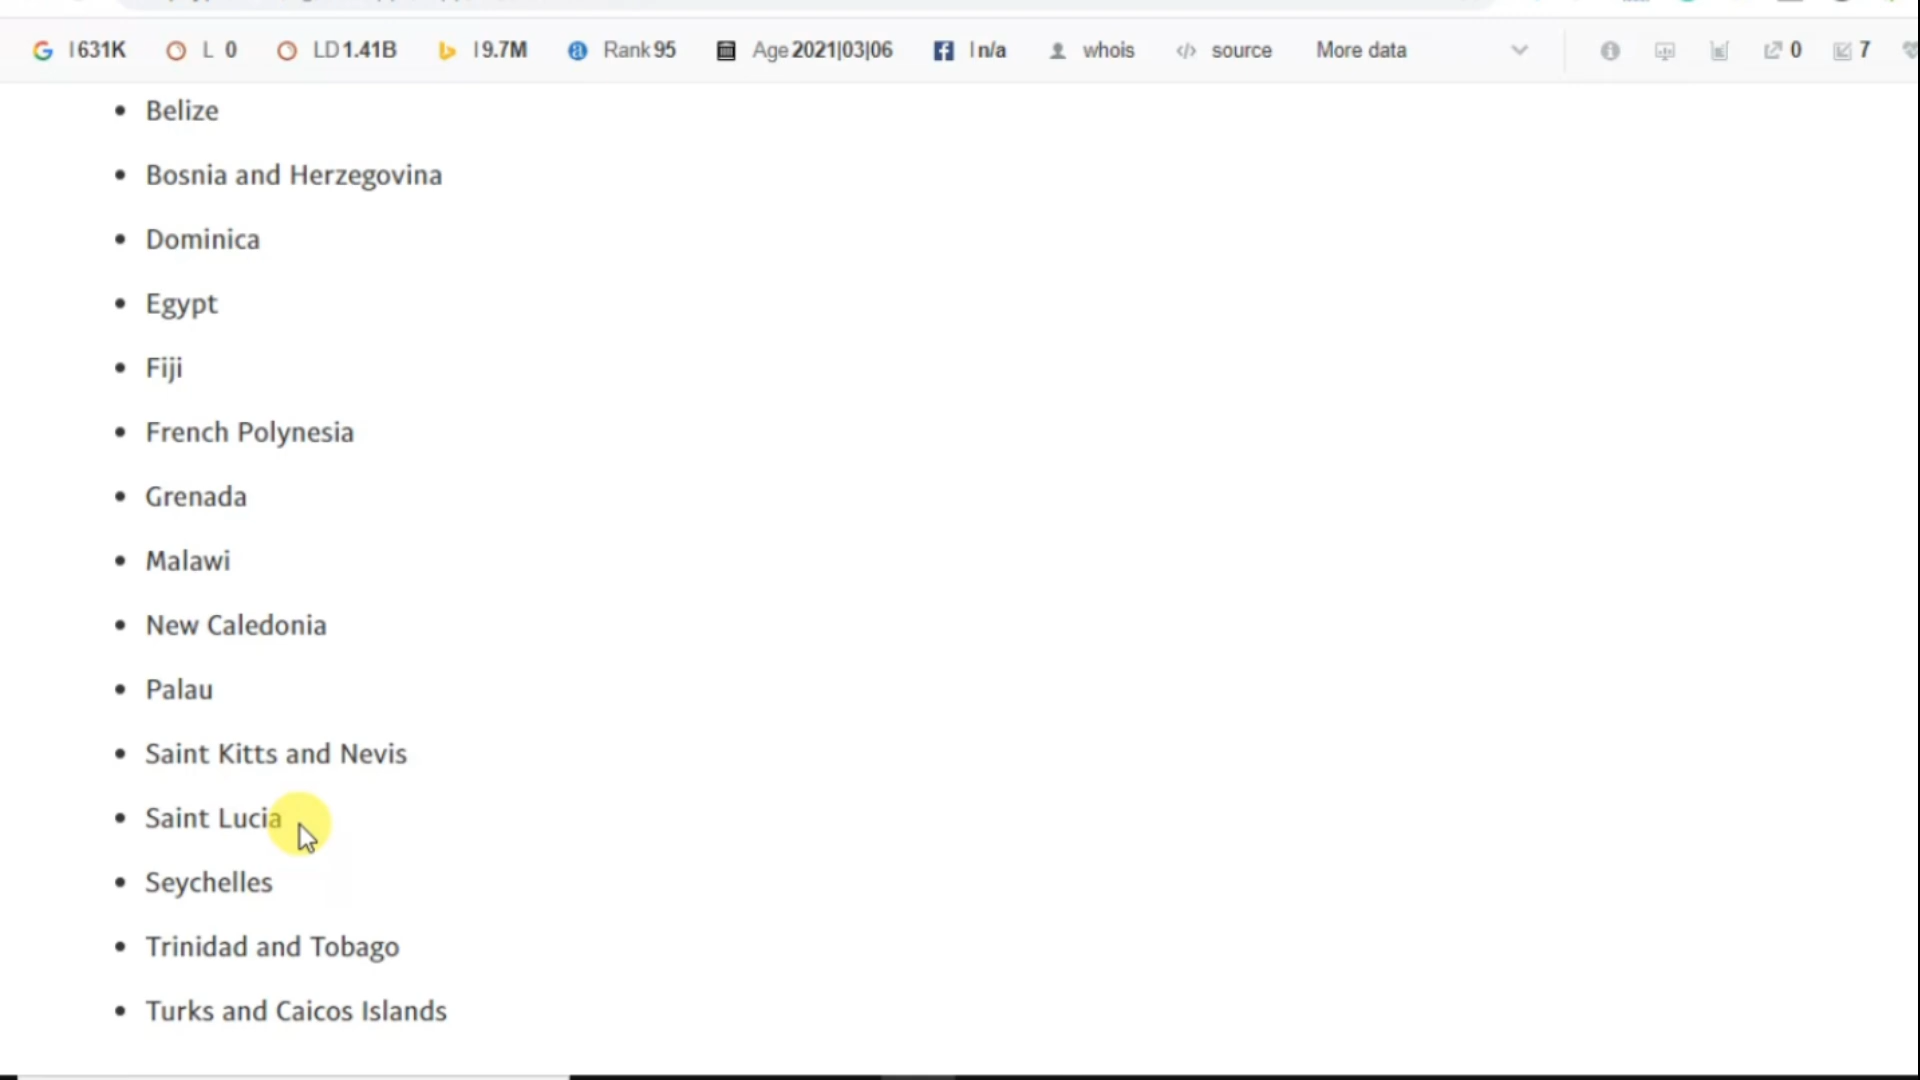 I 631K L 0 LD 1.41B I 9.7M Rank 95 Age 2021|03|06 I n/a whois source More data 0 7
Belize
Bosnia and Herzegovina
Dominica
Egypt
Fiji
French Polynesia
Grenada
Malawi
New Caledonia
Palau
Saint Kitts and Nevis
Saint Lucia
Seychelles
Trinidad and Tobago
Turks and Caicos Islands